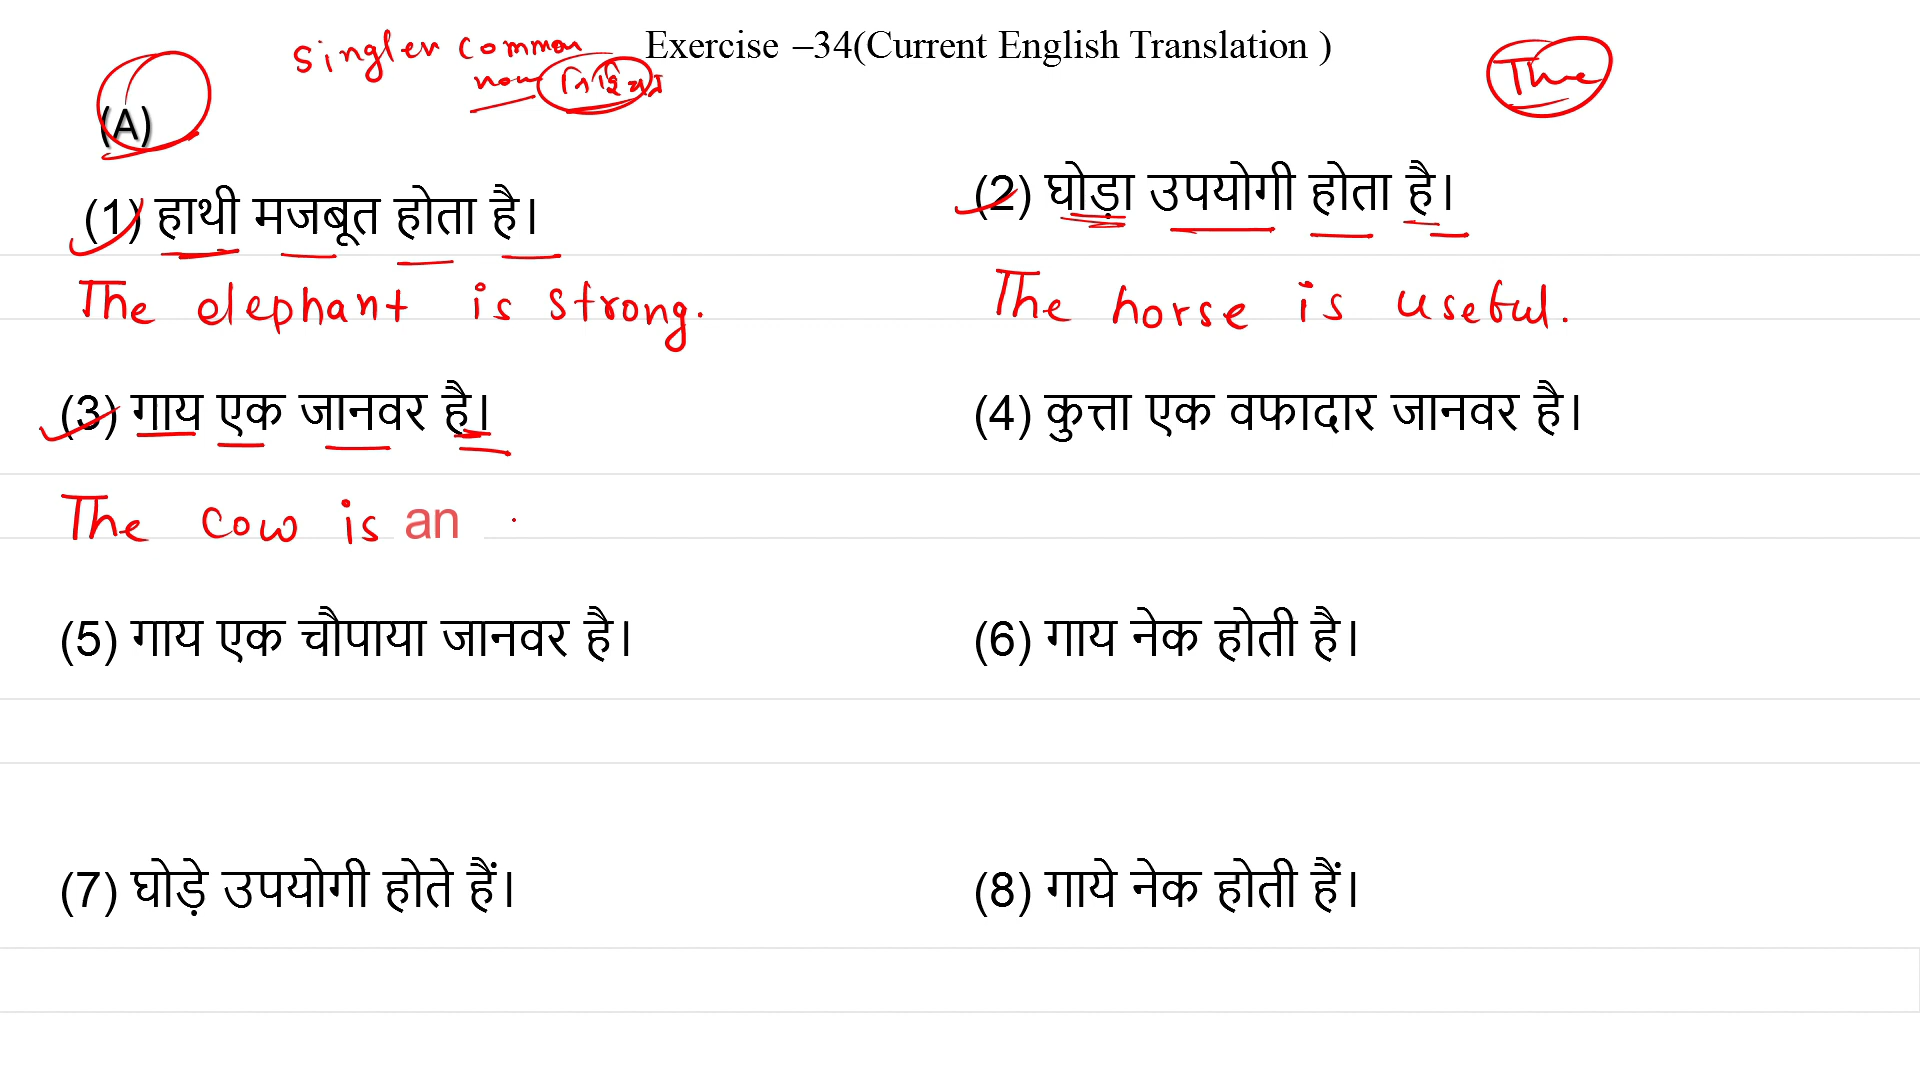 singler common Exercise –34(Current English Translation ) The
noun
(A)
(1) हाथी मजबूत होता है। (2) घोड़ा उपयोगी होता है।
The elephant is strong. The horse is useful.
(3) गाय एक जानवर है। (4) कुत्ता एक वफादार जानवर है।
The cow is an
(5) गाय एक चौपाया जानवर है। (6) गाय नेक होती है।
(7) घोड़े उपयोगी होते हैं। (8) गाये नेक होती हैं।